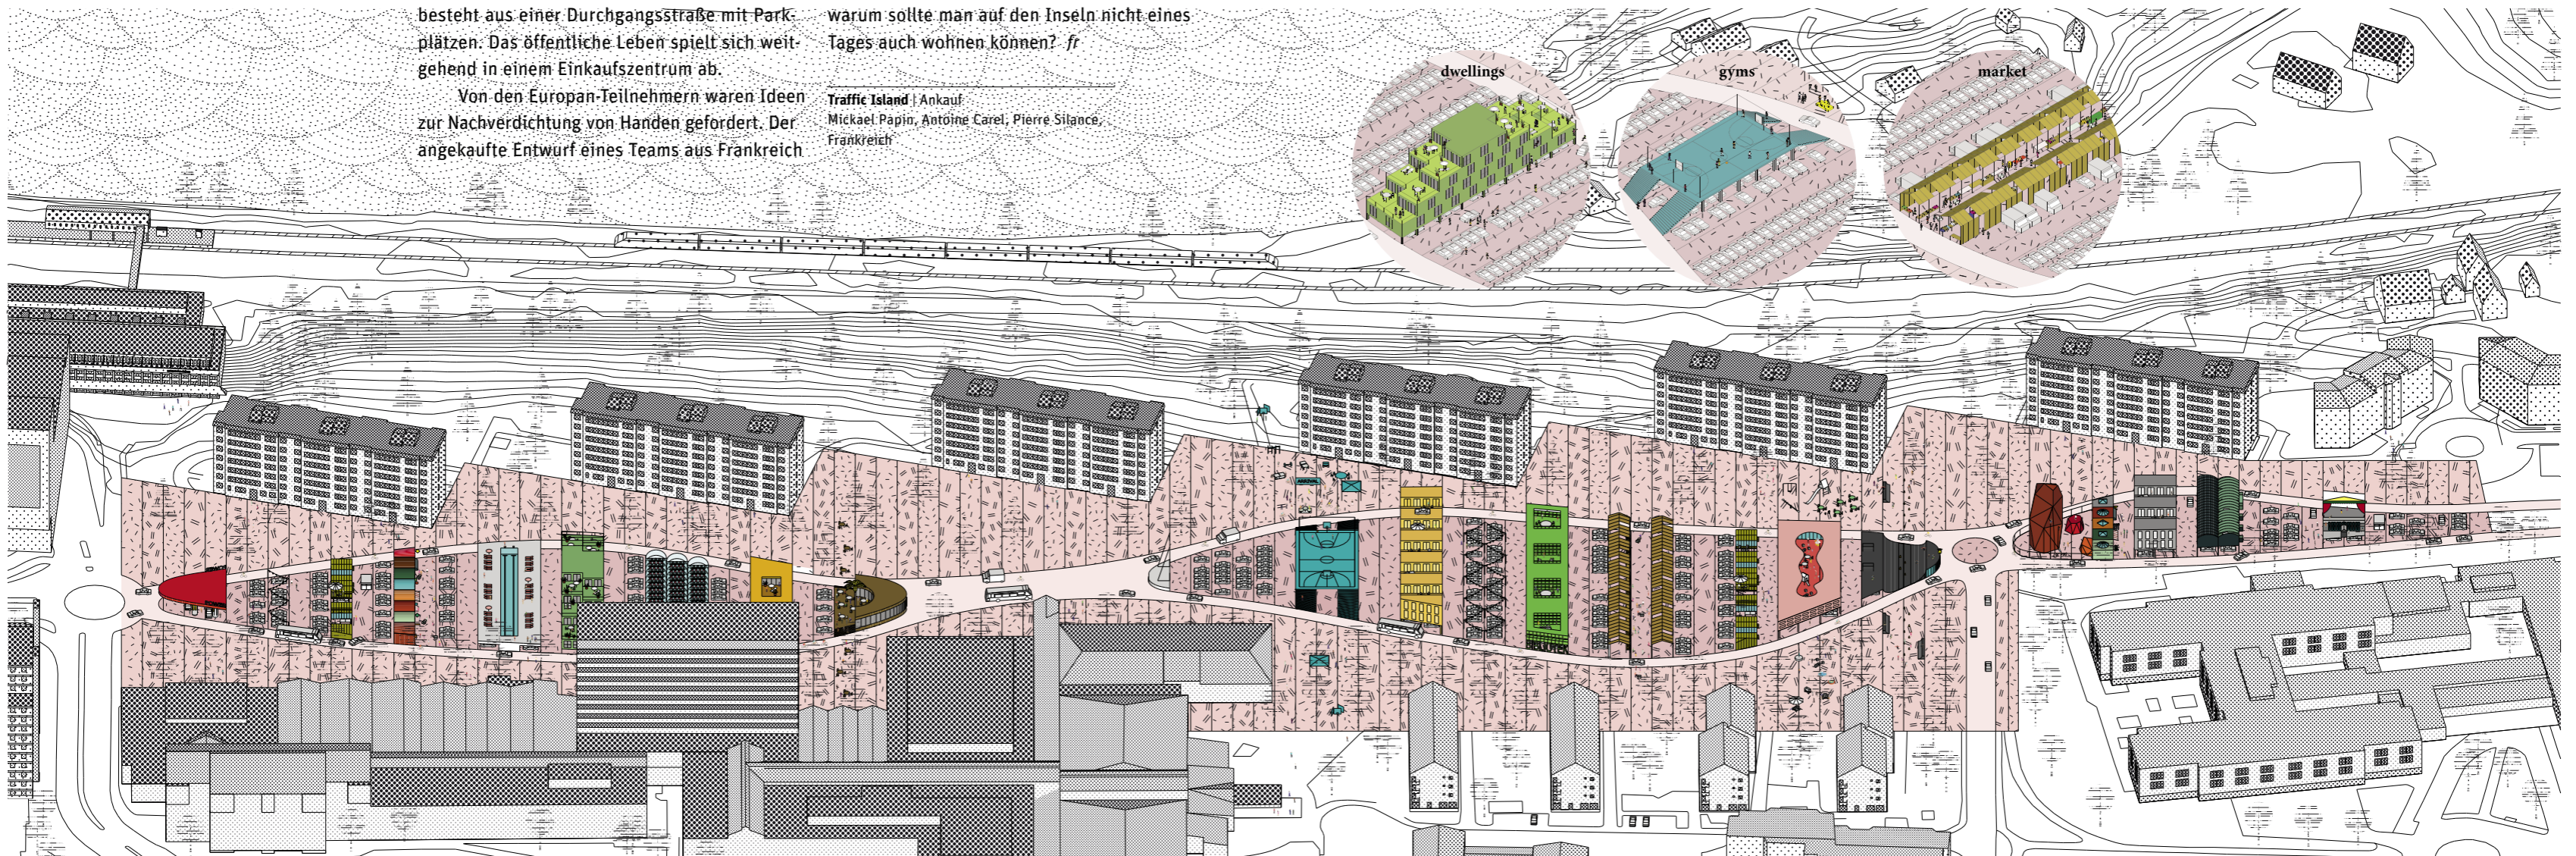 besteht aus einer Durchgangsstraße mit Park-
plätzen. Das öffentliche Leben spielt sich weit-
gehend in einem Einkaufszentrum ab.
Von den Europan-Teilnehmern waren Ideen
zur Nachverdichtung von Handen gefordert. Der
angekaufte Entwurf eines Teams aus Frankreich
warum sollte man auf den Inseln nicht eines
Tages auch wohnen können? fr
Traffic Island | Ankauf
Mickael Papin, Antoine Carel, Pierre Silance,
Frankreich
dwellings
gyms
market